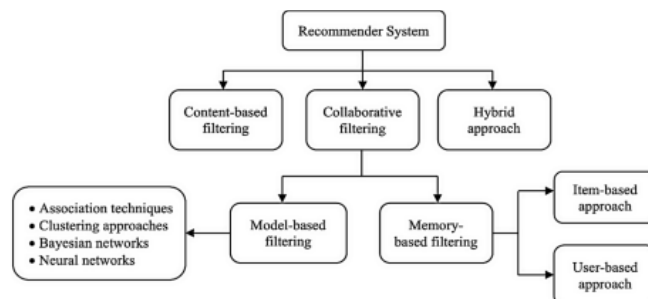 Recommender System
Content-based
filtering
Collaborative
filtering
Hybrid
approach
• Association techniques
• Clustering approaches
• Bayesian networks
• Neural networks
Model-based
filtering
Memory-
based filtering
Item-based
approach
User-based
approach